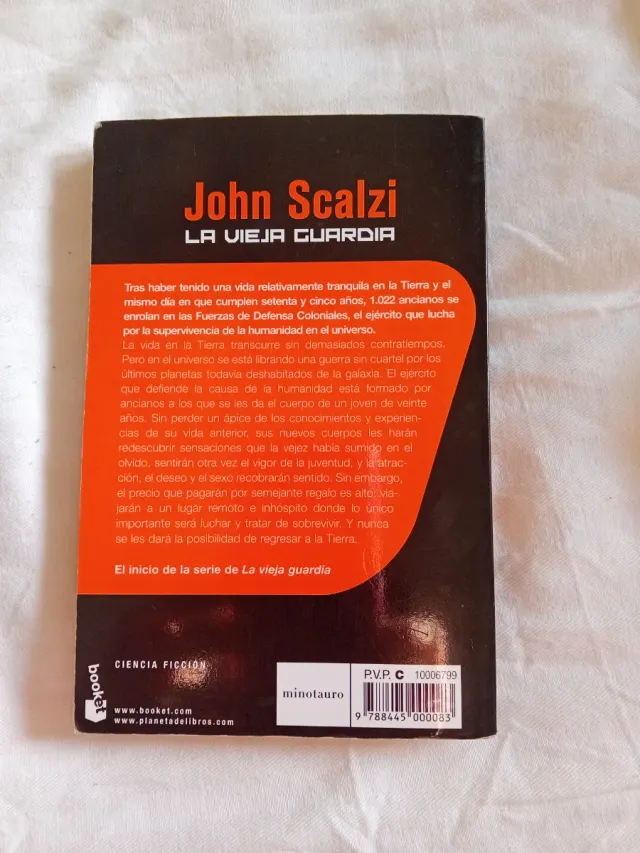 John Scalzi
LA VIEJA GUARDIA
Tras haber tenido una vida relativamente tranquila en la Tierra y el
mismo día en que cumplen setenta y cinco años, 1.022 ancianos se
enrolan en las Fuerzas de Defensa Coloniales, el ejército que lucha
por la supervivencia de la humanidad en el universo.
La vida en la Tierra transcurre sin demasiados contratiempos.
Pero en el universo se está librando una guerra sin cuartel por los
últimos planetas todavía deshabitados de la galaxia. El ejército
que defiende la causa de la humanidad está formado por
ancianos a los que se les da el cuerpo de un joven de veinte
años. Sin perder un ápice de los conocimientos y experien-
cias de su vida anterior, sus nuevos cuerpos les harán
redescubrir sensaciones que la vejez había sumido en el
olvido, sentirán otra vez el vigor de la juventud, y la atrac-
ción, el deseo y el sexo recobrarán sentido. Sin embargo,
el precio que pagarán por semejante regalo es alto: via-
jarán a un lugar remoto e inhóspito donde lo único
importante será luchar y tratar de sobrevivir. Y nunca
se les dará la posibilidad de regresar a la Tierra.
El inicio de la serie de La vieja guardia
booket
CIENCIA FICCIÓN
www.booket.com
www.planetadelibros.com
minotauro
P.V.P. C 10006799
9 788445 000083